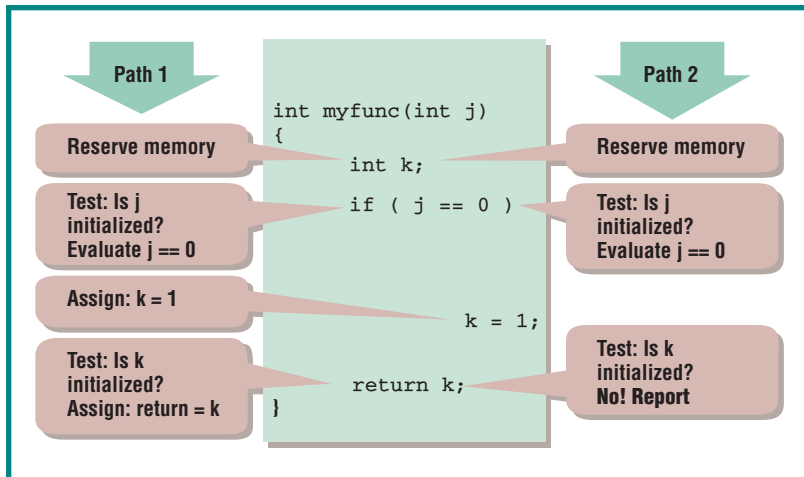 Path 1
Reserve memory
Test: Is j
initialized?
Evaluate j == 0
Assign: k = 1
Test: Is k
initialized?
Assign: return = k
int myfunc(int j)
{
int k;
if ( j == 0 )
k = 1;
return k;
}
Path 2
Reserve memory
Test: Is j
initialized?
Evaluate j == 0
Test: Is k
initialized?
No! Report